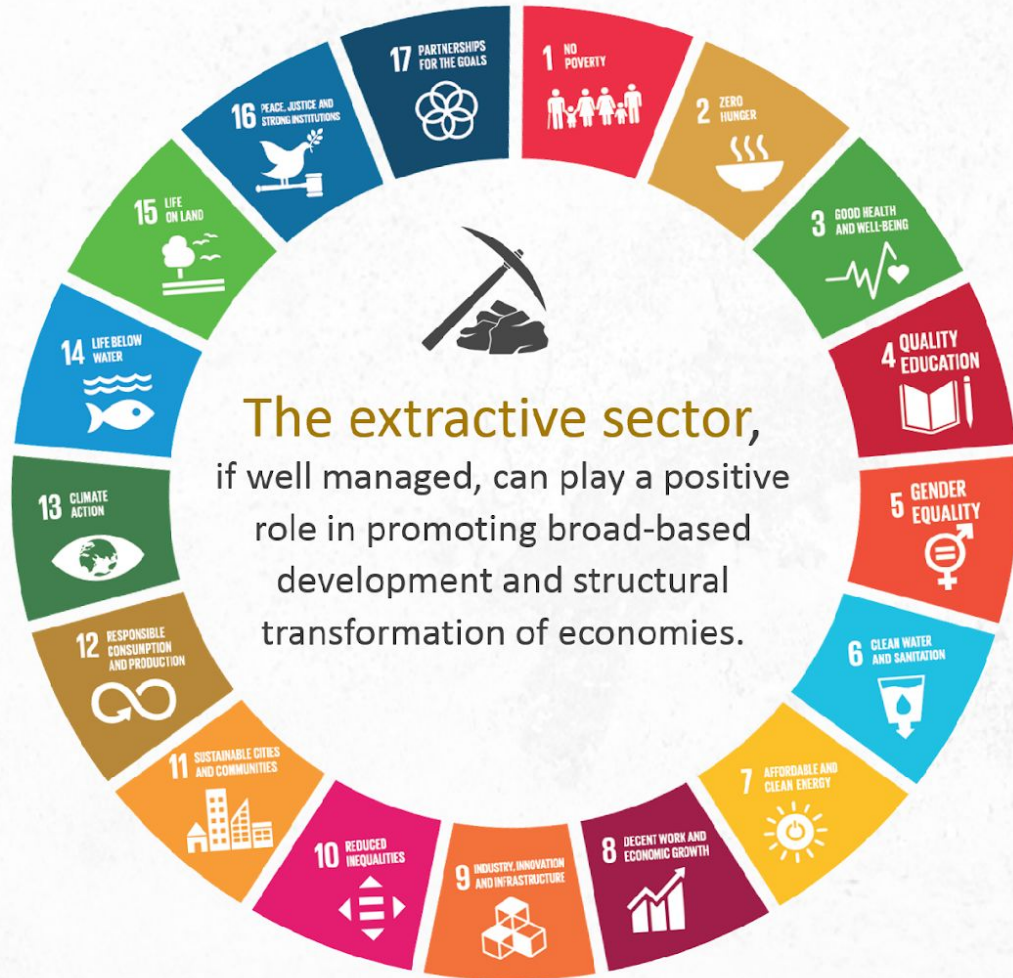 1 NO
POVERTY
2 ZERO
HUNGER
3 GOOD HEALTH
AND WELL-BEING
4 QUALITY
EDUCATION
5 GENDER
EQUALITY
6 CLEAN WATER
AND SANITATION
7 AFFORDABLE AND
CLEAN ENERGY
8 DECENT WORK AND
ECONOMIC GROWTH
9 INDUSTRY, INNOVATION
AND INFRASTRUCTURE
10 REDUCED
INEQUALITIES
11 SUSTAINABLE CITIES
AND COMMUNITIES
12 RESPONSIBLE
CONSUMPTION
AND PRODUCTION
13 CLIMATE
ACTION
14 LIFE BELOW
WATER
15 LIFE
ON LAND
16 PEACE, JUSTICE AND
STRONG INSTITUTIONS
17 PARTNERSHIPS
FOR THE GOALS
The extractive sector,
if well managed, can play a positive
role in promoting broad-based
development and structural
transformation of economies.